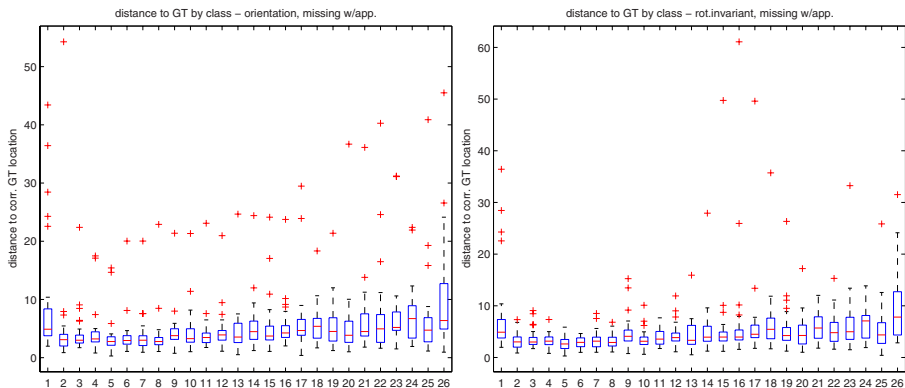 distance to GT by class – orientation, missing w/app.
distance to corr. GT location
50
40
30
20
10
0
1 2 3 4 5 6 7 8 9 10 11 12 13 14 15 16 17 18 19 20 21 22 23 24 25 26
distance to GT by class – rot.invariant, missing w/app.
distance to corr. GT location
60
50
40
30
20
10
0
1 2 3 4 5 6 7 8 9 10 11 12 13 14 15 16 17 18 19 20 21 22 23 24 25 26